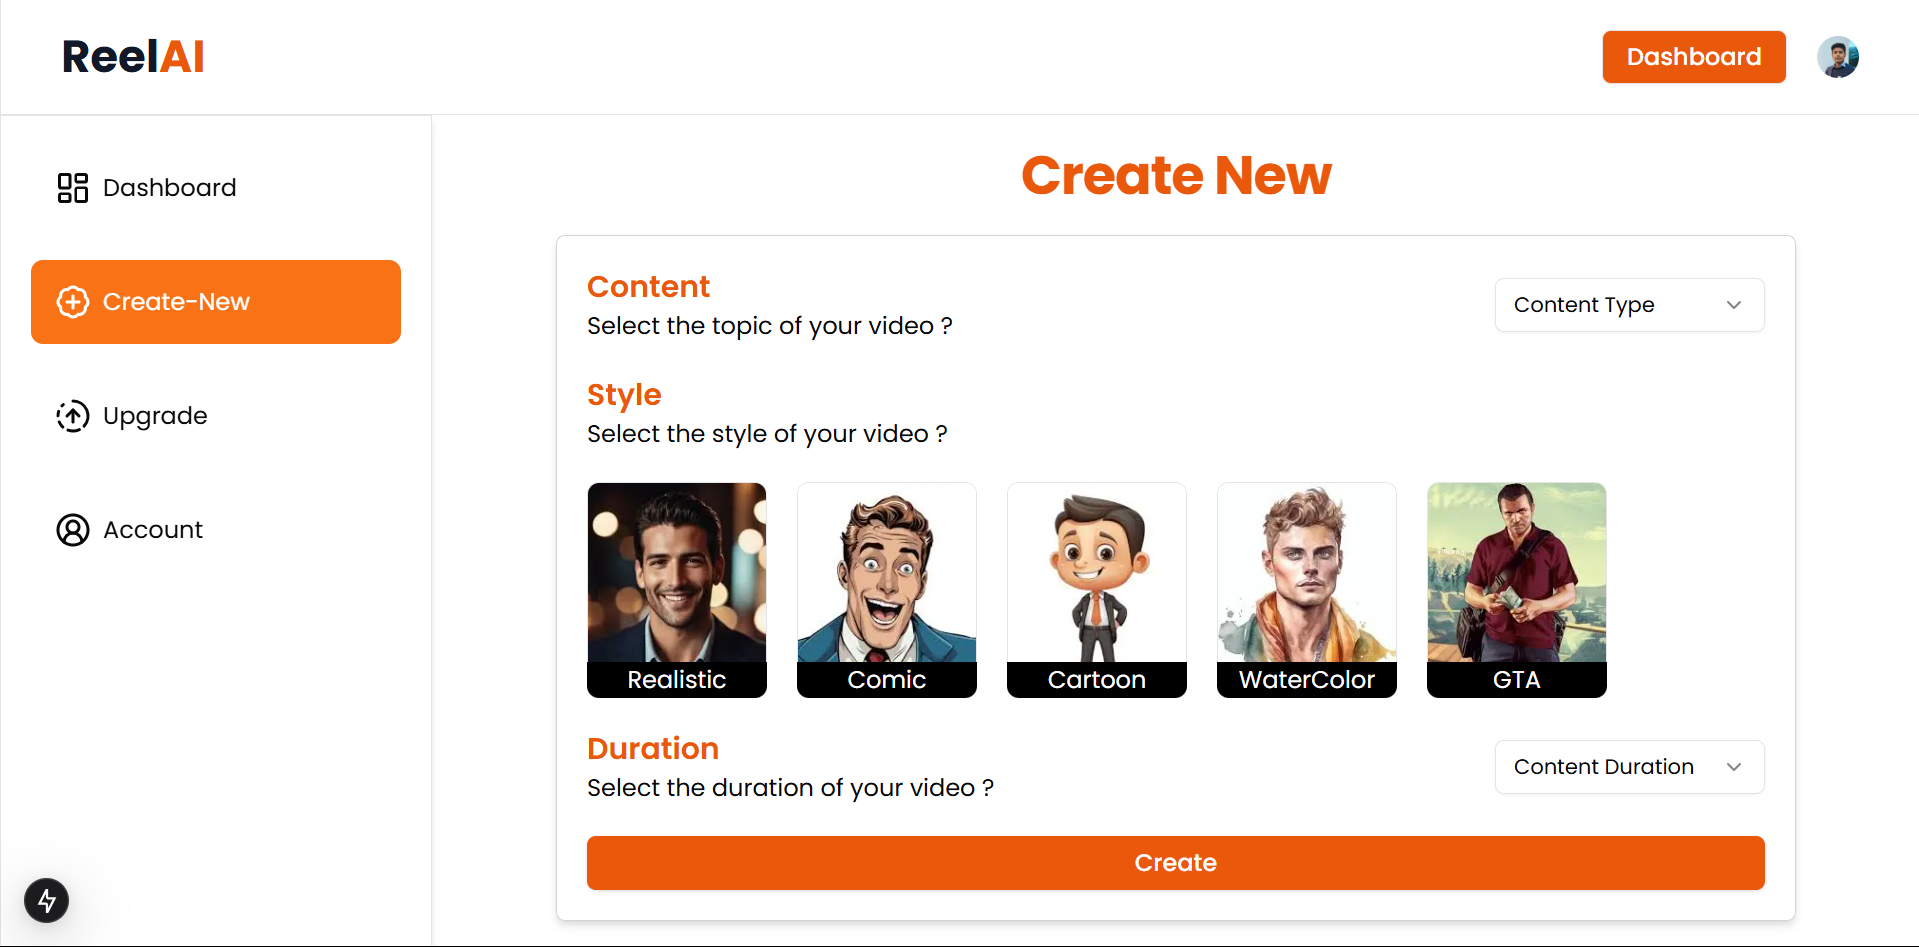 ReelAI
Dashboard
Dashboard
Create-New
Upgrade
Account
Create New
Content
Select the topic of your video ?
Content Type
Style
Select the style of your video ?
Realistic
Comic
Cartoon
WaterColor
GTA
Duration
Select the duration of your video ?
Content Duration
Create